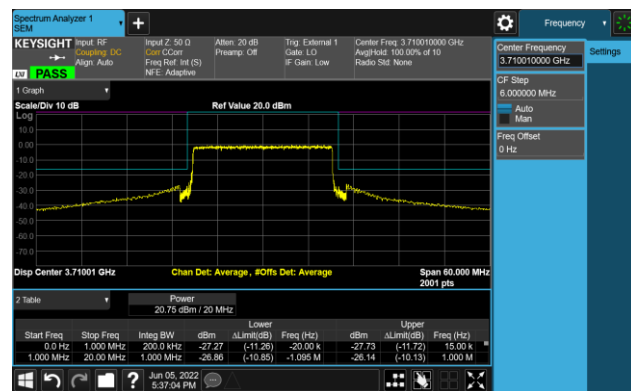 Spectrum Analyzer 1
SEM
Frequency
KEYSIGHT
Input: RF
Coupling: DC
Align: Auto
Input Z: 50 Ω
Corr CCorr
Freq Ref: Int (S)
NFE: Adaptive
Atten: 20 dB
Preamp: Off
Trig: External 1
Gate: LO
IF Gain: Low
Center Freq: 3.710010000 GHz
Avg|Hold: 100.00% of 10
Radio Std: None
LU PASS
Center Frequency
3.710010000 GHz
Settings
CF Step
6.000000 MHz
Auto
Man
Freq Offset
0 Hz
1 Graph
Scale/Div 10 dB
Ref Value 20.0 dBm
Log
10.0
0.00
-10.0
-20.0
-30.0
-40.0
-50.0
-60.0
-70.0
Disp Center 3.71001 GHz
Chan Det: Average , #Offs Det: Average
Span 60.000 MHz
2001 pts
2 Table
Power
20.75 dBm / 20 MHz
Lower Upper
Start Freq Stop Freq Integ BW dBm ΔLimit(dB) Freq (Hz) dBm ΔLimit(dB) Freq (Hz)
0.0 Hz 1.000 MHz 200.0 kHz -27.27 (-11.26) -20.00 k -27.73 (-11.72) 15.00 k
1.000 MHz 20.00 MHz 1.000 MHz -26.86 (-10.85) -1.095 M -26.14 (-10.13) 1.000 M
?
Jun 05, 2022
5:37:04 PM